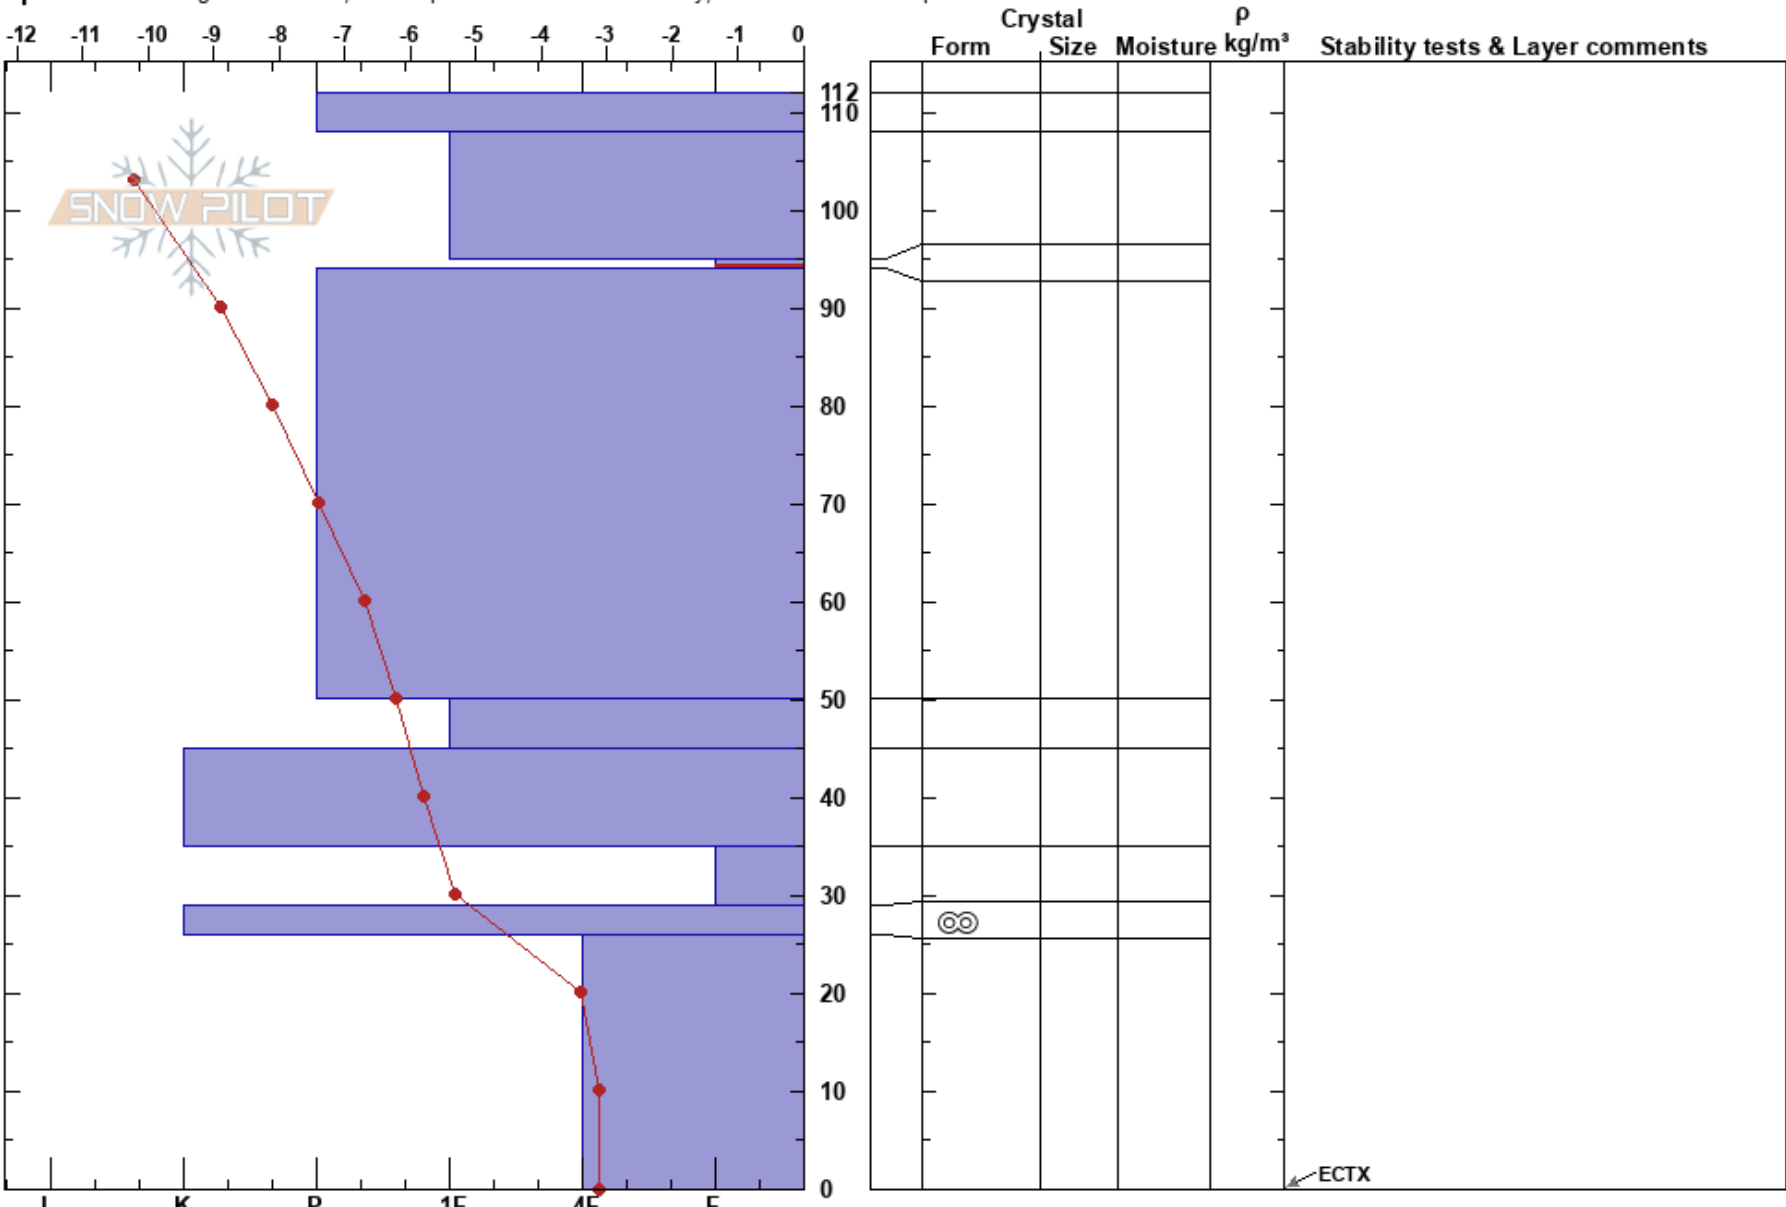 Crystal
ρ
-12 -11 -10 -9 -8 -7 -6 -5 -4 -3 -2 -1 0
Form Size Moisture kg/m³ Stability tests & Layer comments
112
110
SNOW PILOT
100
90
80
70
60
50
40
30
20
10
ECTX
0
I K P 1F 4F F